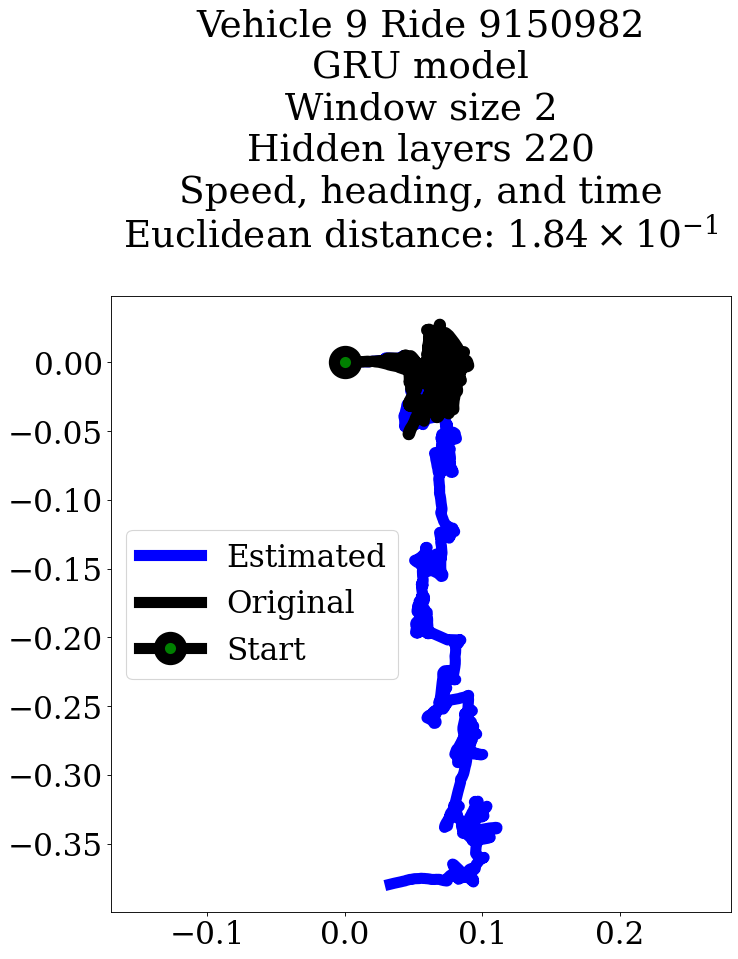 Vehicle 9 Ride 9150982
GRU model
Window size 2
Hidden layers 220
Speed, heading, and time
Euclidean distance: 1.84 × 10⁻¹
0.00
−0.05
−0.10
−0.15
−0.20
−0.25
−0.30
−0.35
Estimated
Original
Start
−0.1
0.0
0.1
0.2